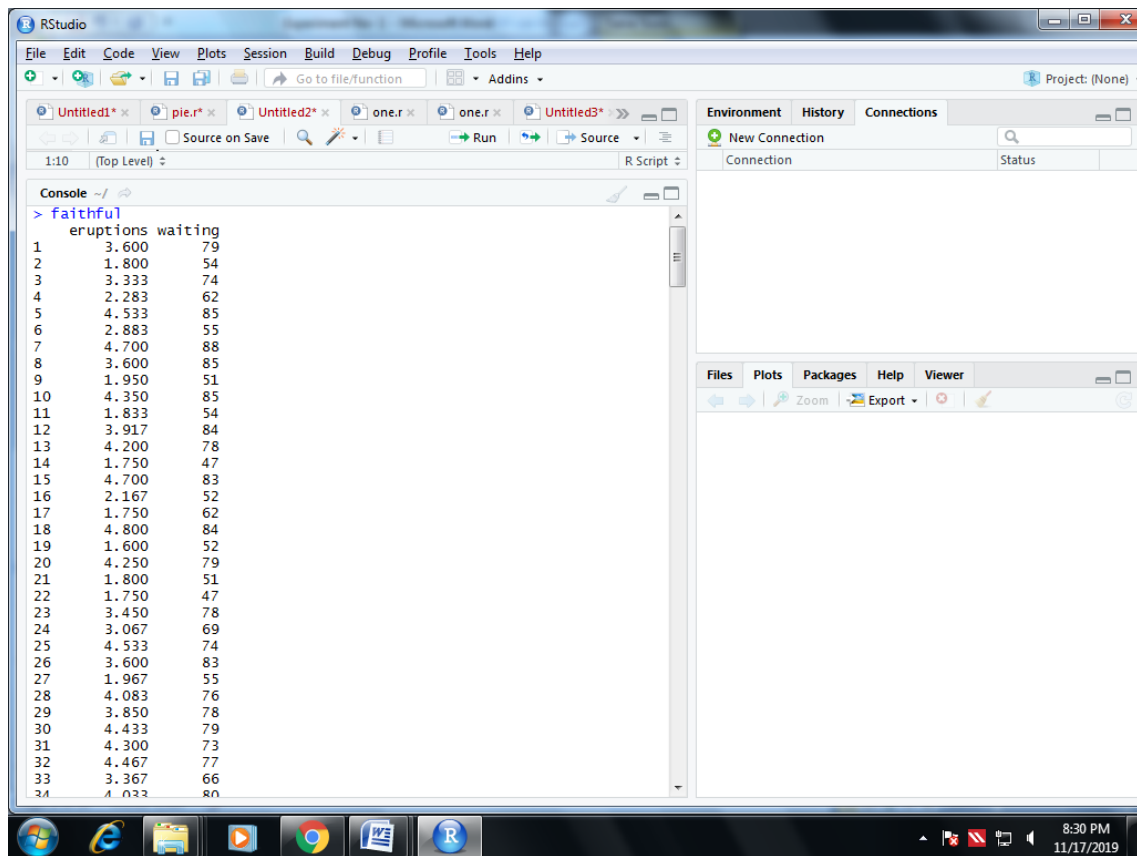 RStudio
File Edit Code View Plots Session Build Debug Profile Tools Help
Go to file/function Addins Project: (None)
Untitled1* pie.r* Untitled2* one.r one.r Untitled3*
Source on Save Run Source
1:10 (Top Level) R Script
Console ~/
> faithful
eruptions waiting
1 3.600 79
2 1.800 54
3 3.333 74
4 2.283 62
5 4.533 85
6 2.883 55
7 4.700 88
8 3.600 85
9 1.950 51
10 4.350 85
11 1.833 54
12 3.917 84
13 4.200 78
14 1.750 47
15 4.700 83
16 2.167 52
17 1.750 62
18 4.800 84
19 1.600 52
20 4.250 79
21 1.800 51
22 1.750 47
23 3.450 78
24 3.067 69
25 4.533 74
26 3.600 83
27 1.967 55
28 4.083 76
29 3.850 78
30 4.433 79
31 4.300 73
32 4.467 77
33 3.367 66
34 4.033 80
Environment History Connections
New Connection
Connection Status
Files Plots Packages Help Viewer
Zoom Export
8:30 PM
11/17/2019